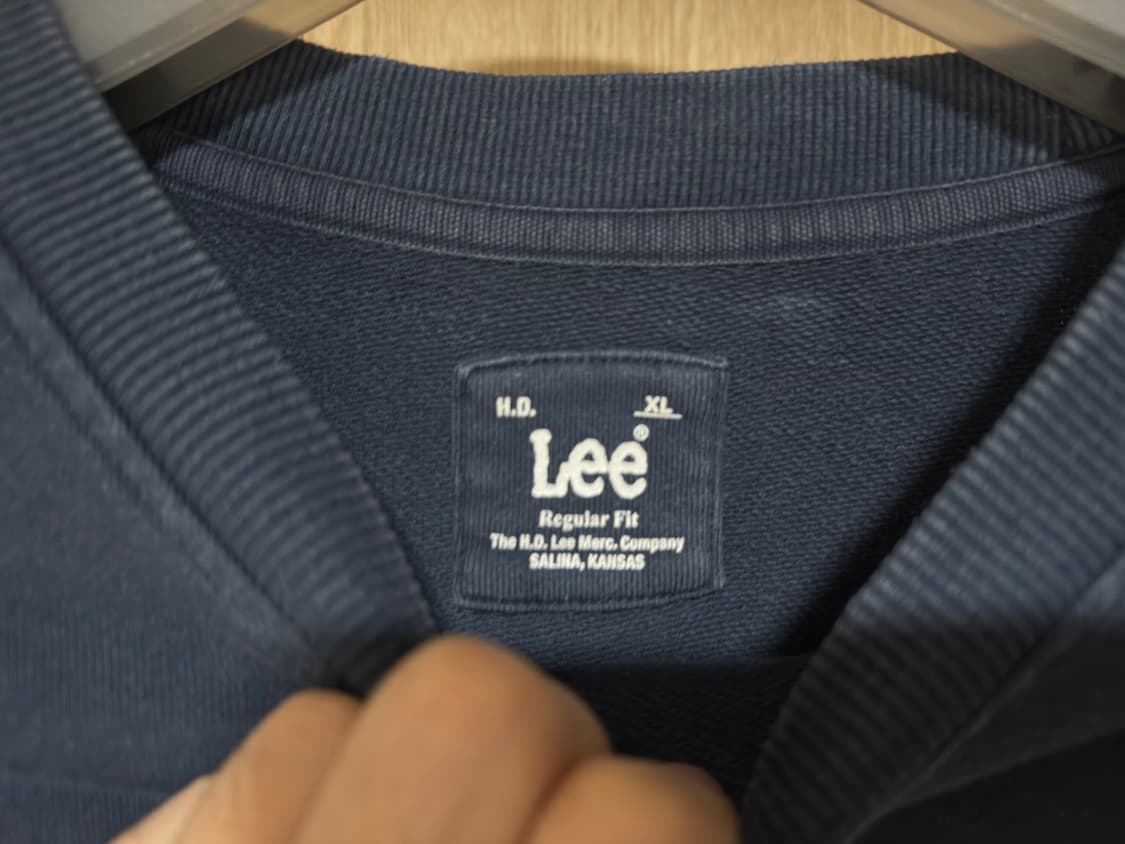 H.D. XL
Lee®
Regular Fit
The H.D. Lee Merc. Company
SALINA, KANSAS